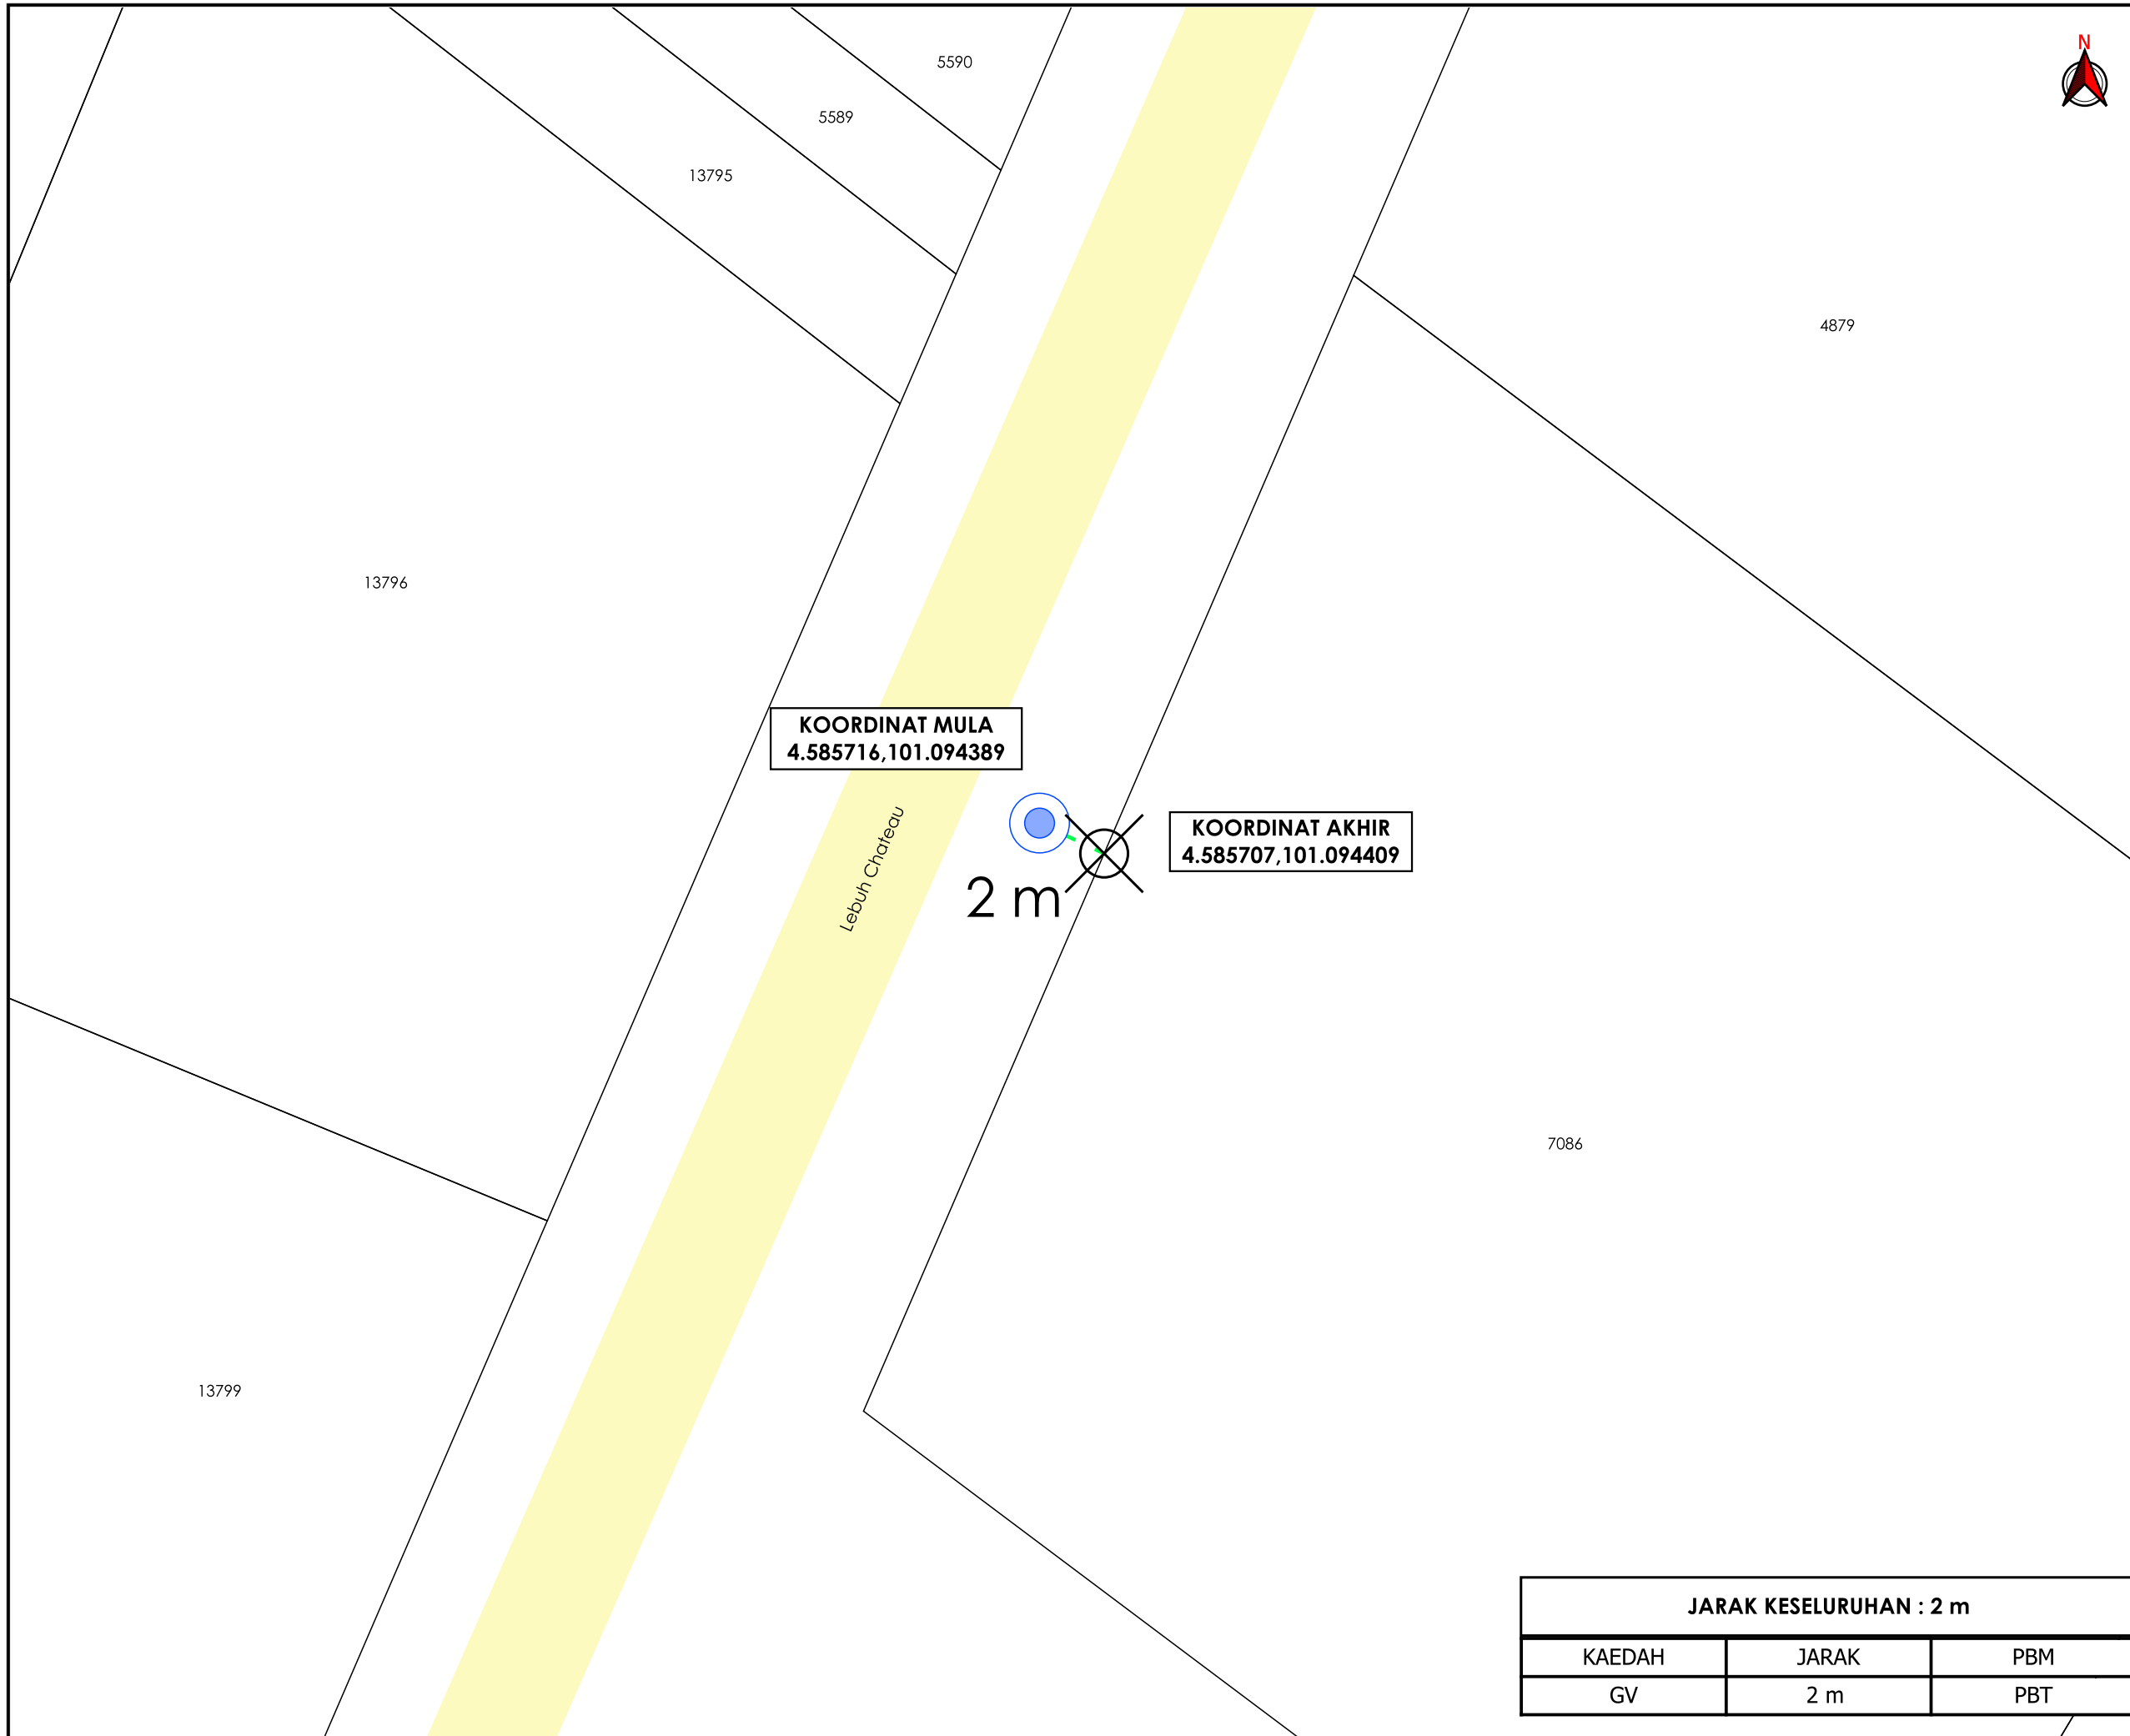 N
5590
5589
13795
4879
13796
KOORDINAT MULA
4.585716,101.094389
Lebuh Chateau
KOORDINAT AKHIR
4.585707,101.094409
2 m
7086
13799
JARAK KESELURUHAN : 2 m
KAEDAH JARAK PBM
GV 2 m PBT